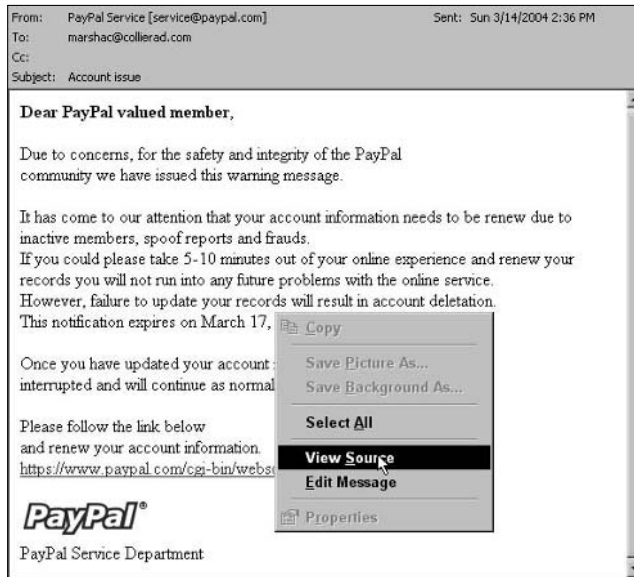 From: PayPal Service [service@paypal.com] Sent: Sun 3/14/2004 2:36 PM
To: marshac@collierad.com
Cc:
Subject: Account issue
Dear PayPal valued member,
Due to concerns, for the safety and integrity of the PayPal
community we have issued this warning message.
It has come to our attention that your account information needs to be renew due to
inactive members, spoof reports and frauds.
If you could please take 5-10 minutes out of your online experience and renew your
records you will not run into any future problems with the online service.
However, failure to update your records will result in account deletation.
This notification expires on March 17,
Copy
Save Picture As...
Save Background As...
Select All
View Source
Edit Message
Properties
Once you have updated your account
interrupted and will continue as normal
Please follow the link below
and renew your account information.
https://www.paypal.com/cgi-bin/websc
PayPal®
PayPal Service Department